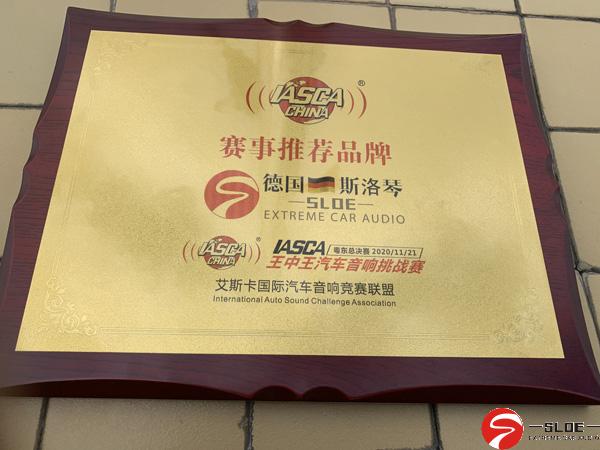 IASCA
CHINA
®
赛事推荐品牌
德国 斯洛琴
—SLOE—
EXTREME CAR AUDIO
IASCA
CHINA
®
IASCA 粤东总决赛 2020/11/21
王中王汽车音响挑战赛
艾斯卡国际汽车音响竞赛联盟
International Auto Sound Challenge Association
—SLOE—
EXTREME CAR AUDIO